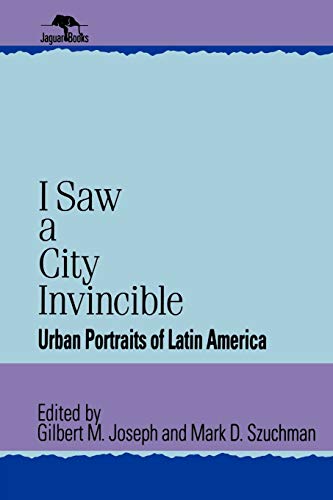 Jaguar Books
I Saw
a
City
Invincible
Urban Portraits of Latin America
Edited by
Gilbert M. Joseph and Mark D. Szuchman